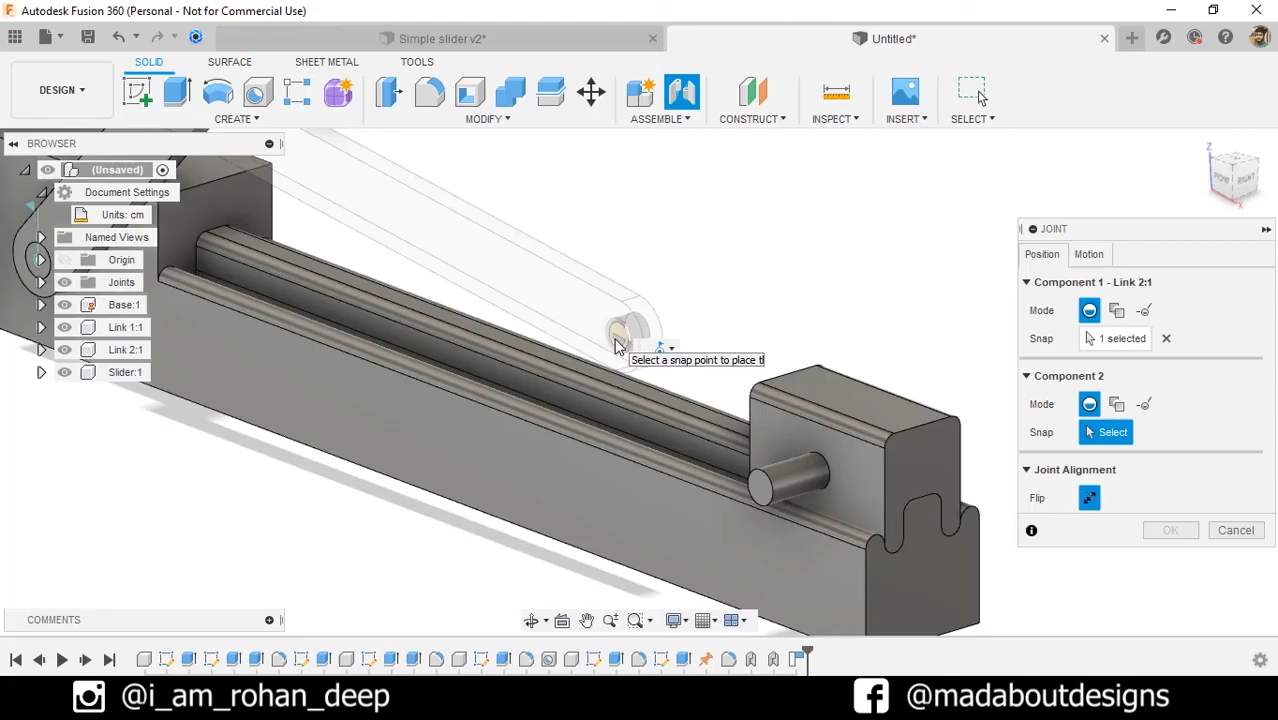 Autodesk Fusion 360 (Personal - Not for Commercial Use)
Simple slider v2*
Untitled*
DESIGN
SOLID
SURFACE
SHEET METAL
TOOLS
CREATE
MODIFY
ASSEMBLE
CONSTRUCT
INSPECT
INSERT
SELECT
BROWSER
(Unsaved)
Document Settings
Units: cm
Named Views
Origin
Joints
Base:1
Link 1:1
Link 2:1
Slider:1
Select a snap point to place t
Z
RIGHT
X
JOINT
Position
Motion
Component 1 - Link 2:1
Mode
Snap
1 selected
Component 2
Mode
Snap
Select
Joint Alignment
Flip
OK
Cancel
COMMENTS
@i_am_rohan_deep
@madaboutdesigns